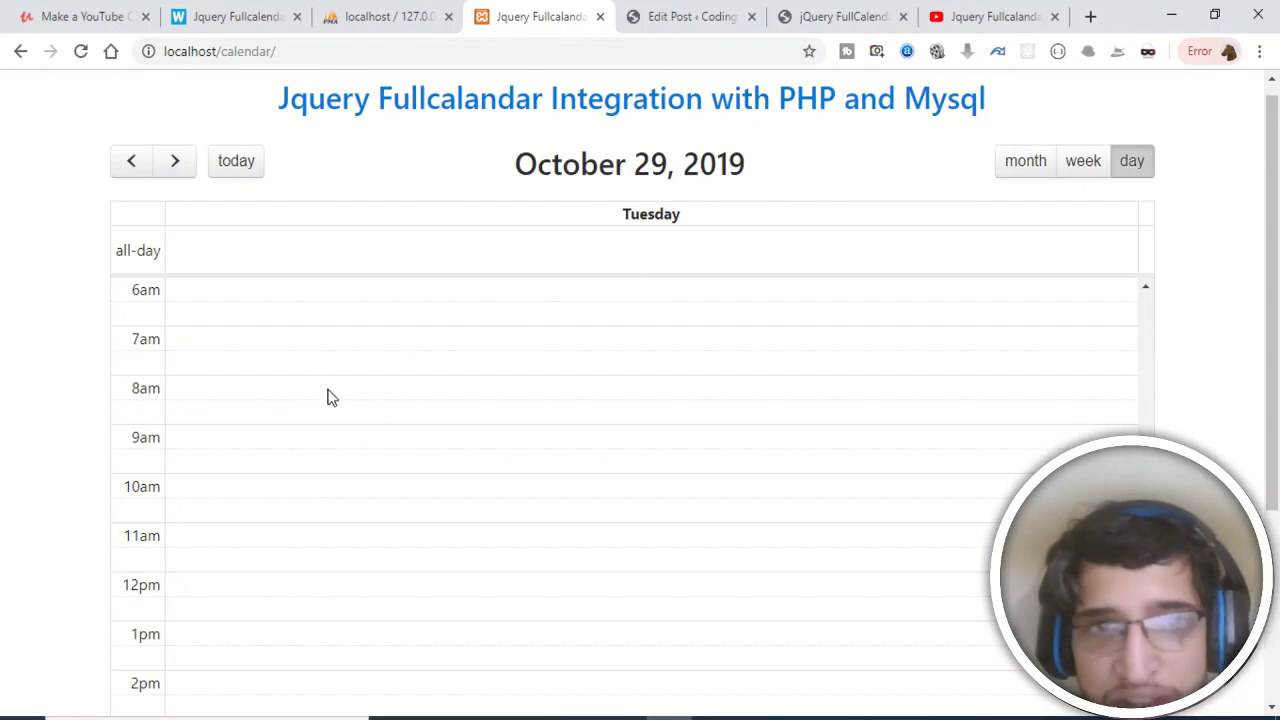 Make a YouTube C
Jquery Fullcalenda
localhost / 127.0.0
Jquery Fullcalanda
Edit Post ‹ Coding
jQuery FullCalend
Jquery Fullcalanda
localhost/calendar/
Error
Jquery Fullcalandar Integration with PHP and Mysql
today
October 29, 2019
month
week
day
Tuesday
all-day
6am
7am
8am
9am
10am
11am
12pm
1pm
2pm